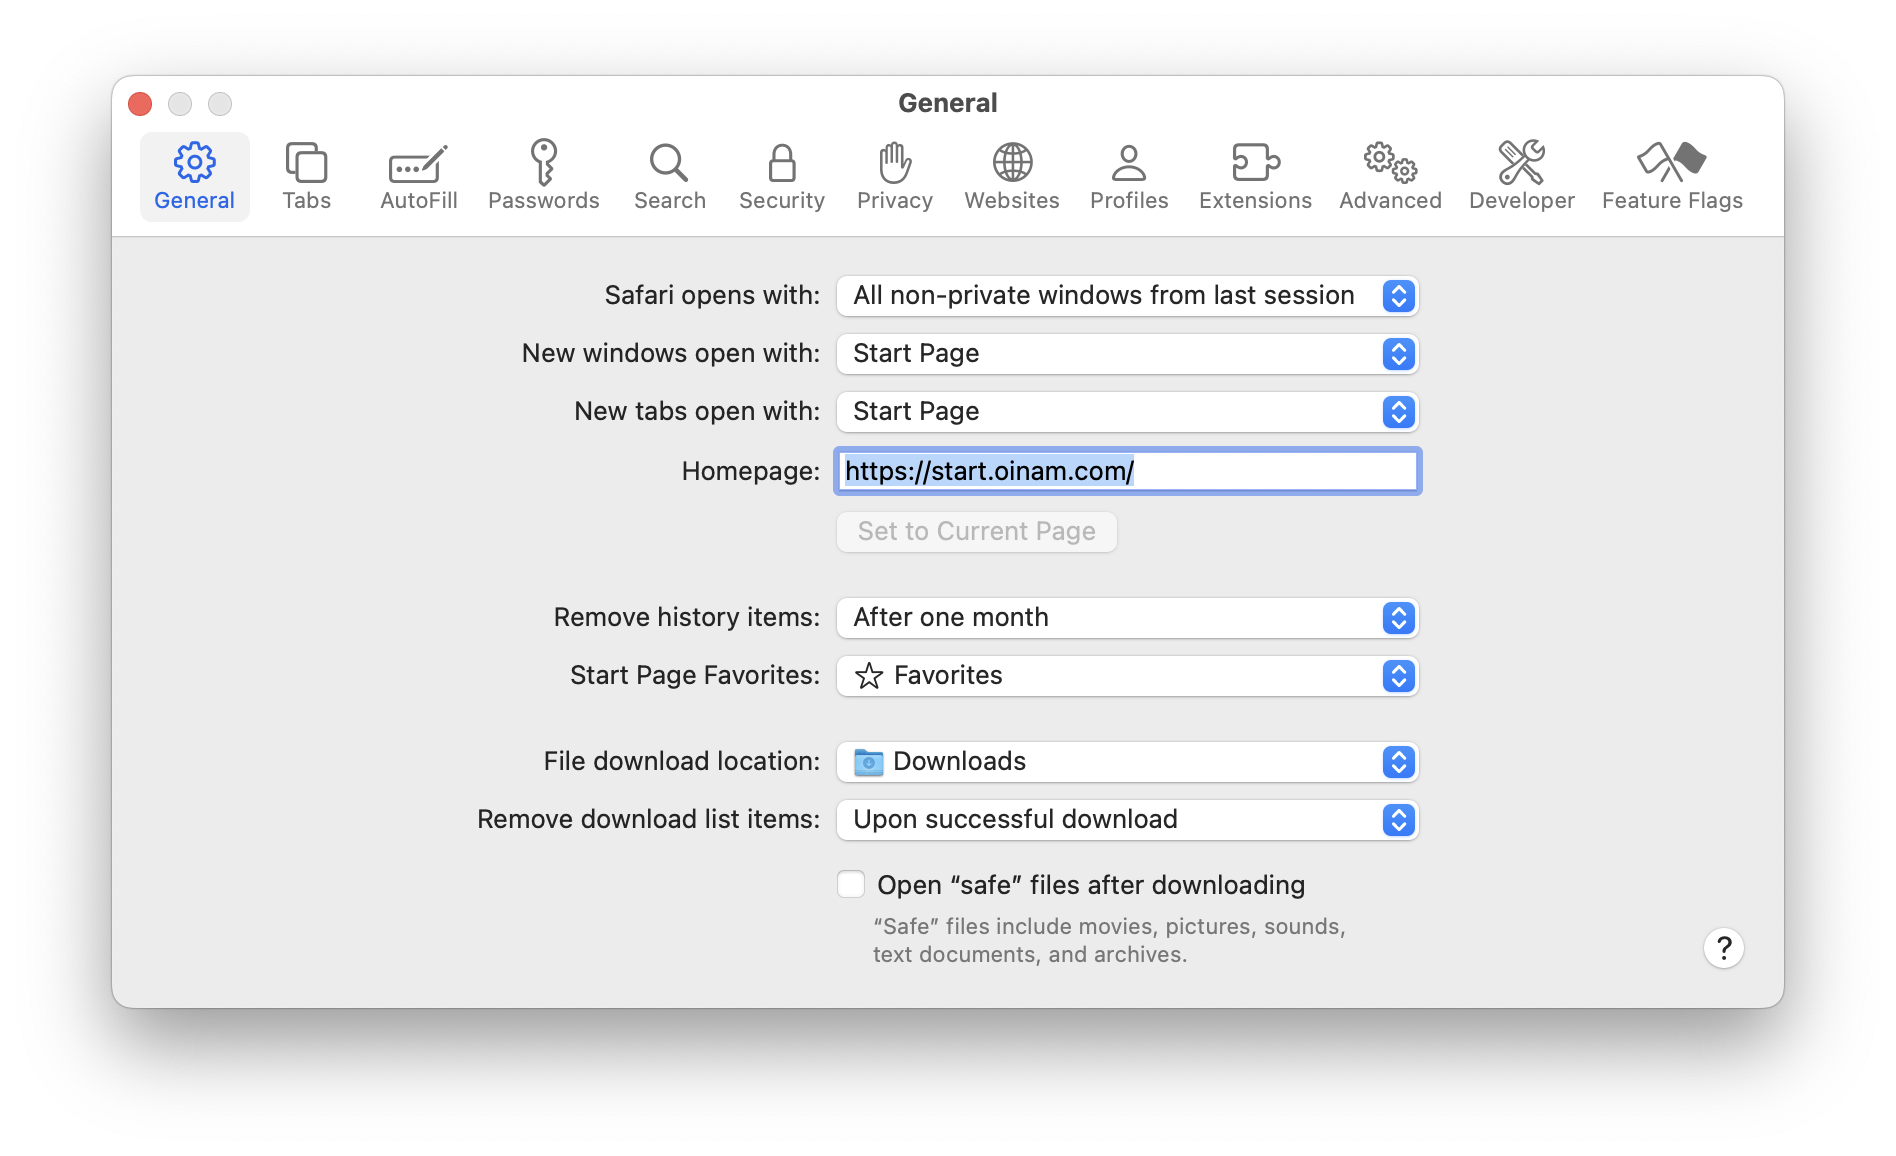 General
General Tabs AutoFill Passwords Search Security Privacy Websites Profiles Extensions Advanced Developer Feature Flags
Safari opens with: All non-private windows from last session
New windows open with: Start Page
New tabs open with: Start Page
Homepage: https://start.oinam.com/
Set to Current Page
Remove history items: After one month
Start Page Favorites: Favorites
File download location: Downloads
Remove download list items: Upon successful download
Open “safe” files after downloading
“Safe” files include movies, pictures, sounds,
text documents, and archives.
?